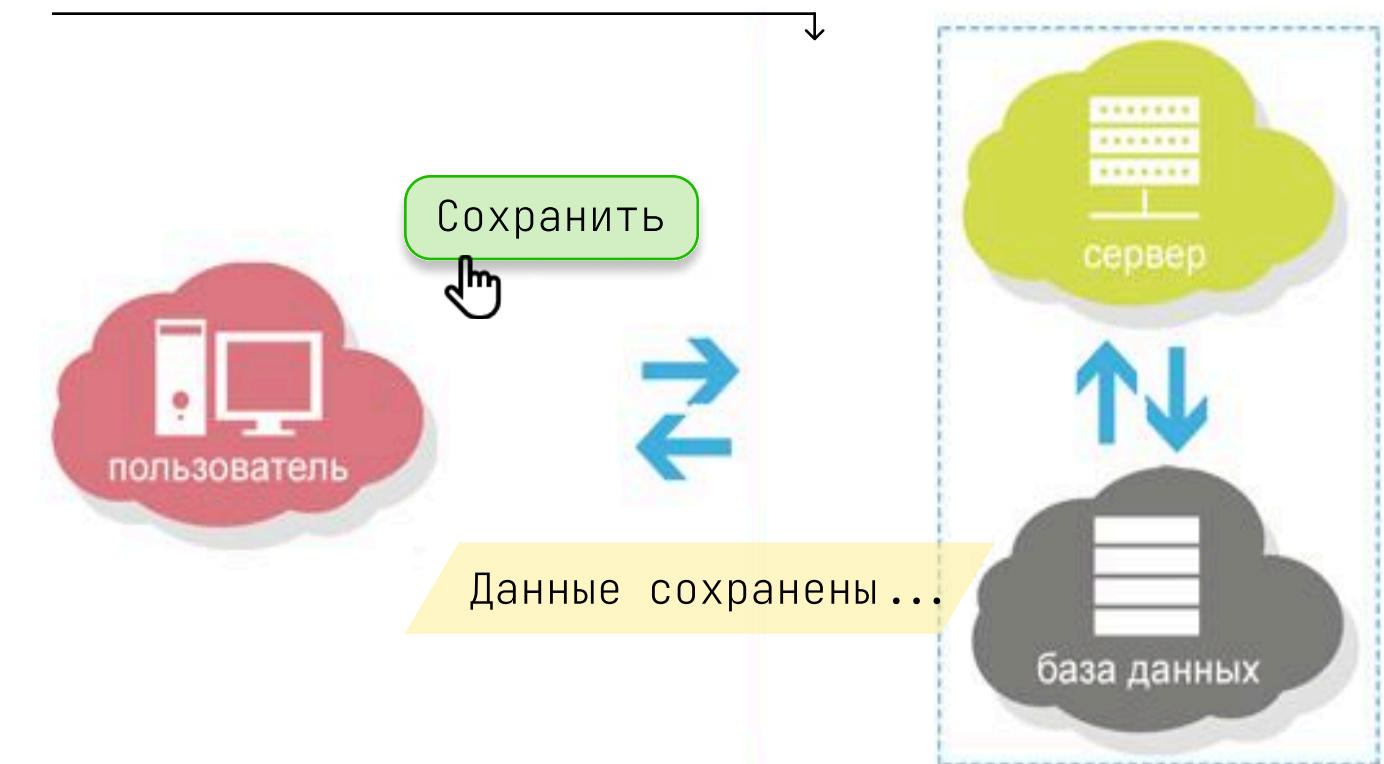 Сохранить
сервер
пользователь
Данные сохранены...
база данных